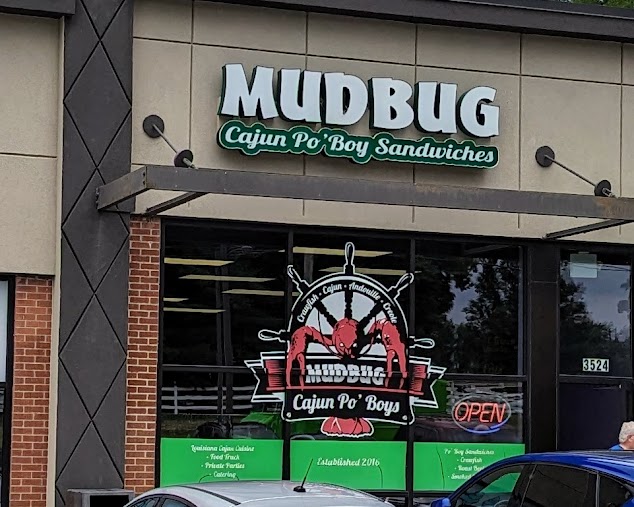 MUDBUG
Cajun Po'Boy Sandwiches
Crawfish • Cajun • Andouille • Creole
MUDBUG
Cajun Po' Boys
3524
OPEN
Louisiana Cajun Cuisine
• Food Truck
• Private Parties
• Catering
Established 2016
Po' Boy Sandwiches
• Crawfish
• Roast
Smoked